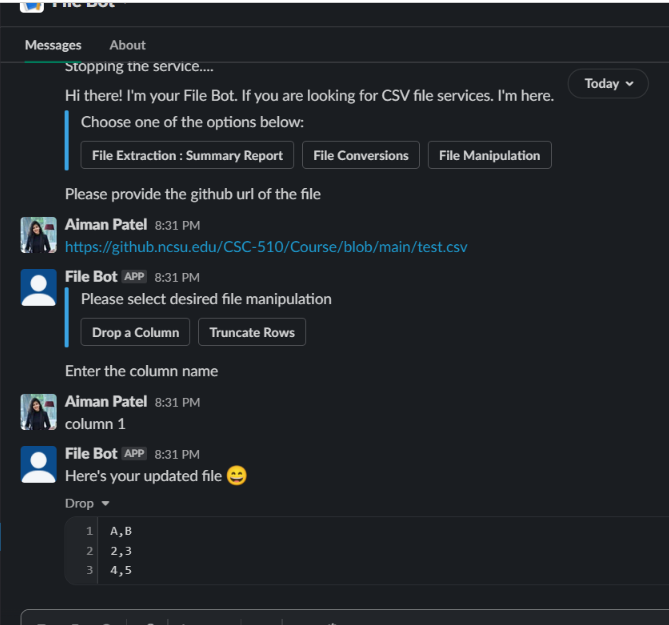 File Bot
Messages About
Stopping the service....
Today
Hi there! I'm your File Bot. If you are looking for CSV file services. I'm here.
Choose one of the options below:
File Extraction : Summary Report File Conversions File Manipulation
Please provide the github url of the file
Aiman Patel 8:31 PM
https://github.ncsu.edu/CSC-510/Course/blob/main/test.csv
File Bot APP 8:31 PM
Please select desired file manipulation
Drop a Column Truncate Rows
Enter the column name
Aiman Patel 8:31 PM
column 1
File Bot APP 8:31 PM
Here's your updated file 😄
Drop
1 A,B
2 2,3
3 4,5